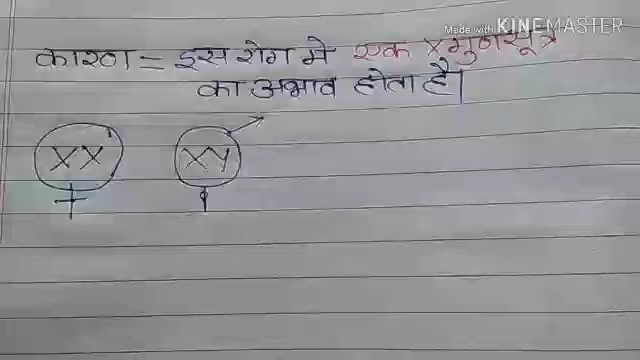 Made with KINEMASTER
कारण = इस रोग मे एक x गुणसूत्र
का अभाव होता है।
XX XY